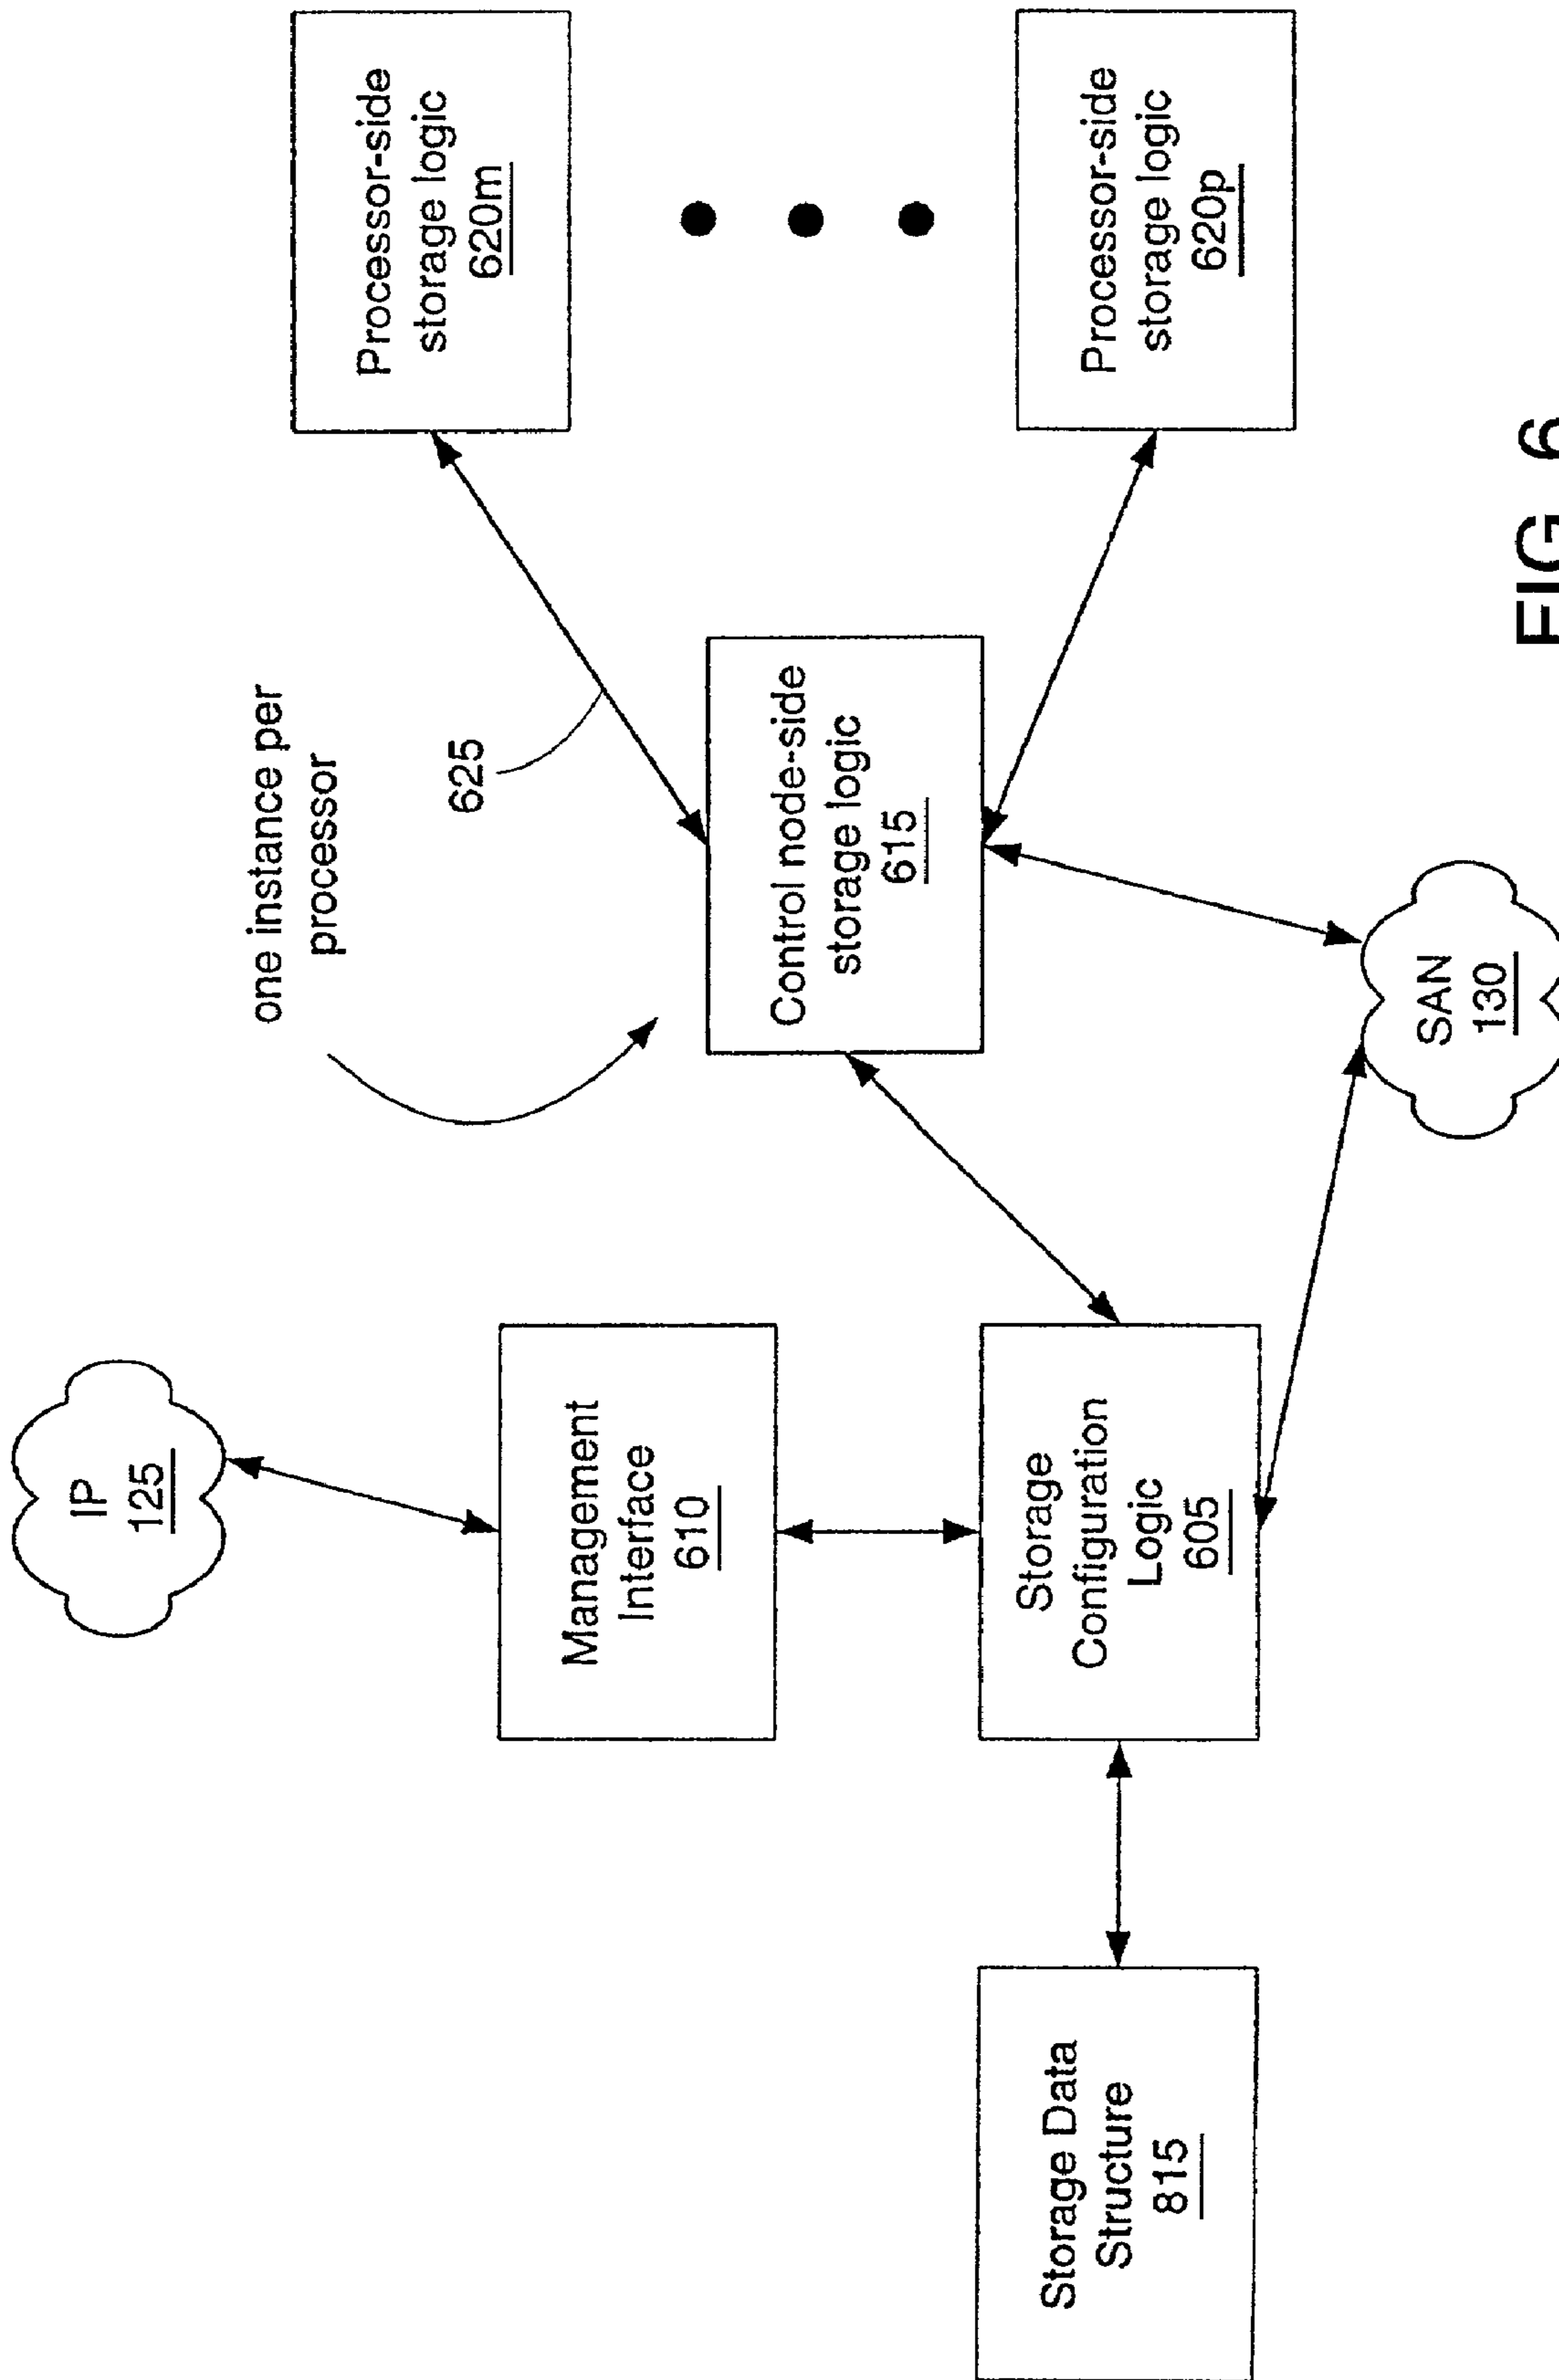 IP
125
Management
Interface
610
Storage Data
Structure
815
Storage
Configuration
Logic
605
one instance per
processor
625
Control node-side
storage logic
615
SAN
130
Processor-side
storage logic
620m
Processor-side
storage logic
620p
FIG. 6